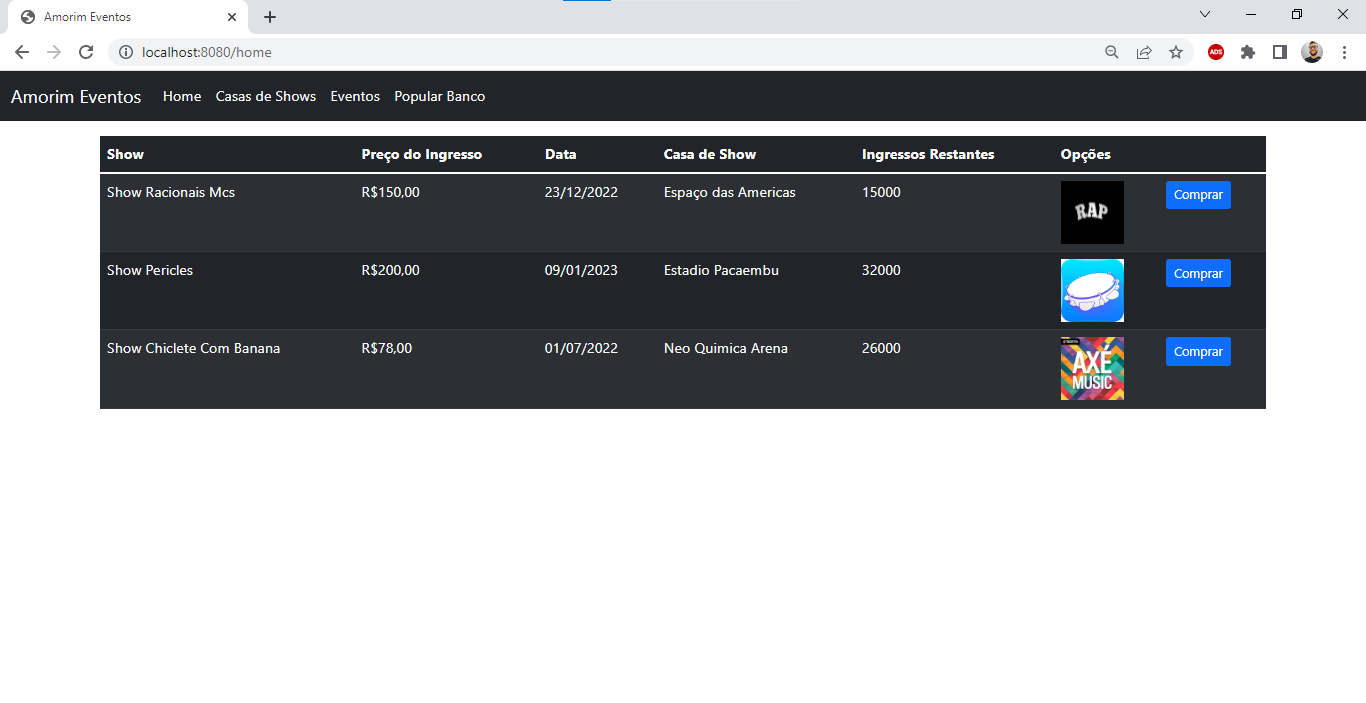 Amorim Eventos
localhost:8080/home
ADS
Amorim Eventos Home Casas de Shows Eventos Popular Banco
Show Preço do Ingresso Data Casa de Show Ingressos Restantes Opções
Show Racionais Mcs R$150,00 23/12/2022 Espaço das Americas 15000 Comprar
RAP
Show Pericles R$200,00 09/01/2023 Estadio Pacaembu 32000 Comprar
Show Chiclete Com Banana R$78,00 01/07/2022 Neo Quimica Arena 26000 Comprar
AXÉ
MUSIC